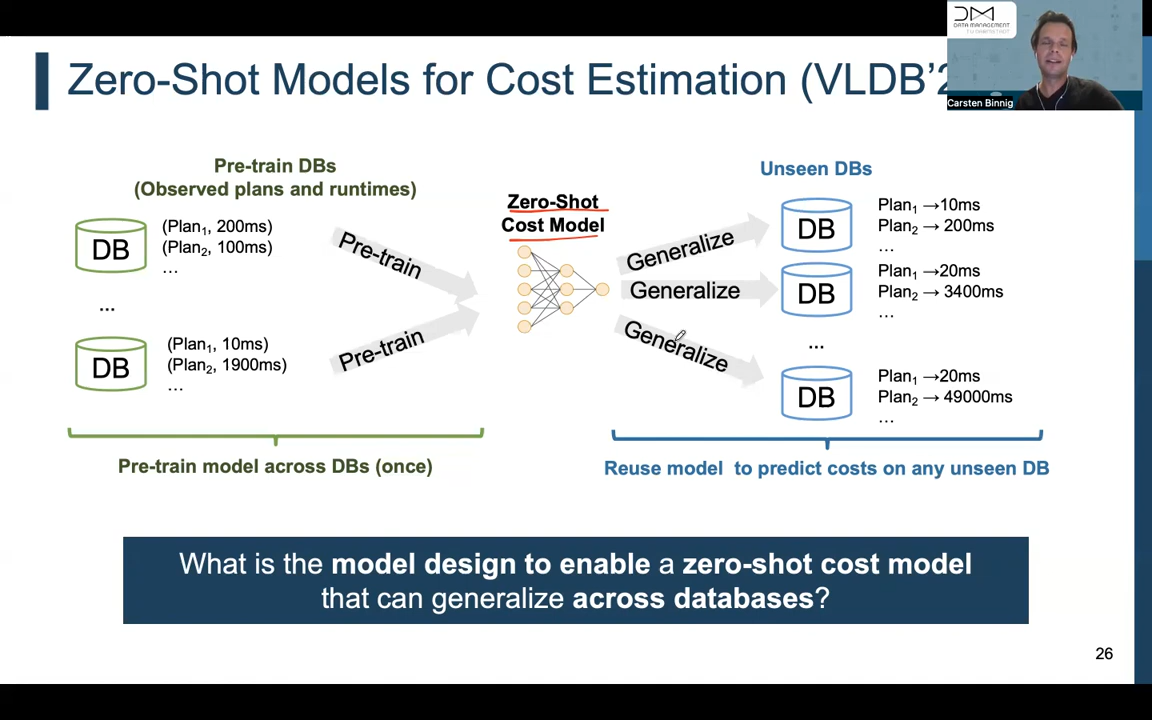 Zero-Shot Models for Cost Estimation (VLDB'2
DM
DATA MANAGEMENT
TU DARMSTADT
Carsten Binnig
Pre-train DBs
(Observed plans and runtimes)
DB
(Plan₁, 200ms)
(Plan₂, 100ms)
...
...
DB
(Plan₁, 10ms)
(Plan₂, 1900ms)
...
Pre-train
Pre-train
Pre-train model across DBs (once)
Zero-Shot
Cost Model
Generalize
Generalize
Generalize
Unseen DBs
DB
Plan₁ →10ms
Plan₂ → 200ms
...
DB
Plan₁ →20ms
Plan₂ → 3400ms
...
...
DB
Plan₁ →20ms
Plan₂ → 49000ms
...
Reuse model to predict costs on any unseen DB
What is the model design to enable a zero-shot cost model
that can generalize across databases?
26